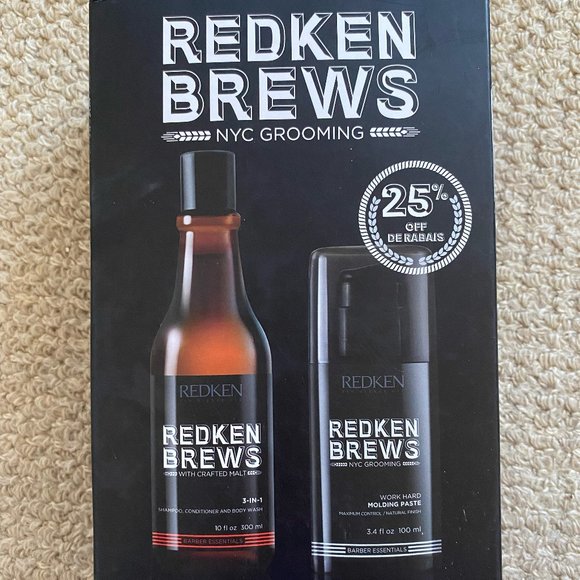 REDKEN
BREWS
NYC GROOMING
25%
OFF
DE RABAIS
REDKEN
REDKEN
BREWS
WITH CRAFTED MALT
3-IN-1
SHAMPOO, CONDITIONER AND BODY WASH
10 fl oz 300 ml
BARBER ESSENTIALS
REDKEN
REDKEN
BREWS
NYC GROOMING
WORK HARD
MOLDING PASTE
MAXIMUM CONTROL / NATURAL FINISH
3.4 fl oz 100 ml
BARBER ESSENTIALS